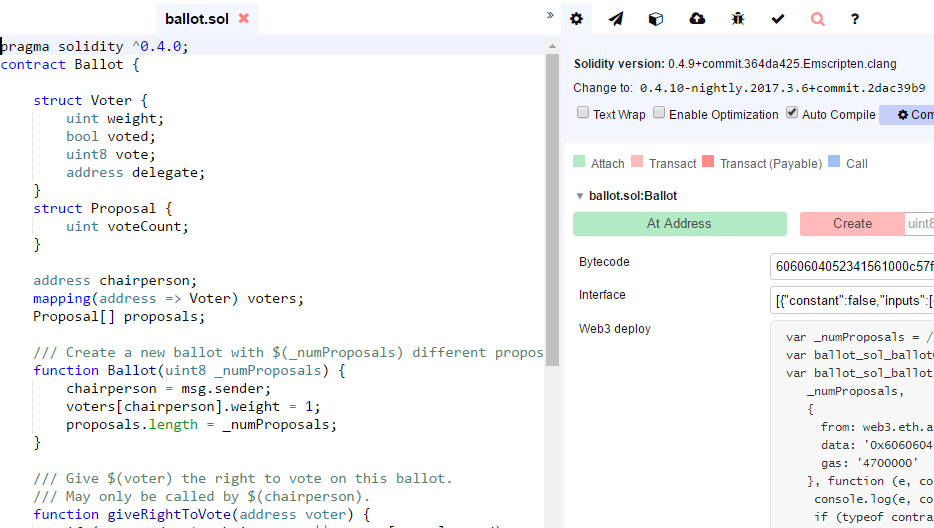 ballot.sol ✖
»
?
pragma solidity ^0.4.0;
contract Ballot {
struct Voter {
uint weight;
bool voted;
uint8 vote;
address delegate;
}
struct Proposal {
uint voteCount;
}
address chairperson;
mapping(address => Voter) voters;
Proposal[] proposals;
/// Create a new ballot with $(_numProposals) different propos
function Ballot(uint8 _numProposals) {
chairperson = msg.sender;
voters[chairperson].weight = 1;
proposals.length = _numProposals;
}
/// Give $(voter) the right to vote on this ballot.
/// May only be called by $(chairperson).
function giveRightToVote(address voter) {
Solidity version: 0.4.9+commit.364da425.Emscripten.clang
Change to: 0.4.10-nightly.2017.3.6+commit.2dac39b9
Text Wrap Enable Optimization Auto Compile Com
Attach Transact Transact (Payable) Call
▼ ballot.sol:Ballot
At Address Create uint8
Bytecode 6060604052341561000c57f
Interface [{"constant":false,"inputs":[
Web3 deploy
var _numProposals = /
var ballot_sol_ballot
var ballot_sol_ballot
_numProposals,
{
from: web3.eth.a
data: '0x6060604
gas: '4700000'
}, function (e, co
console.log(e, co
if (typeof contra